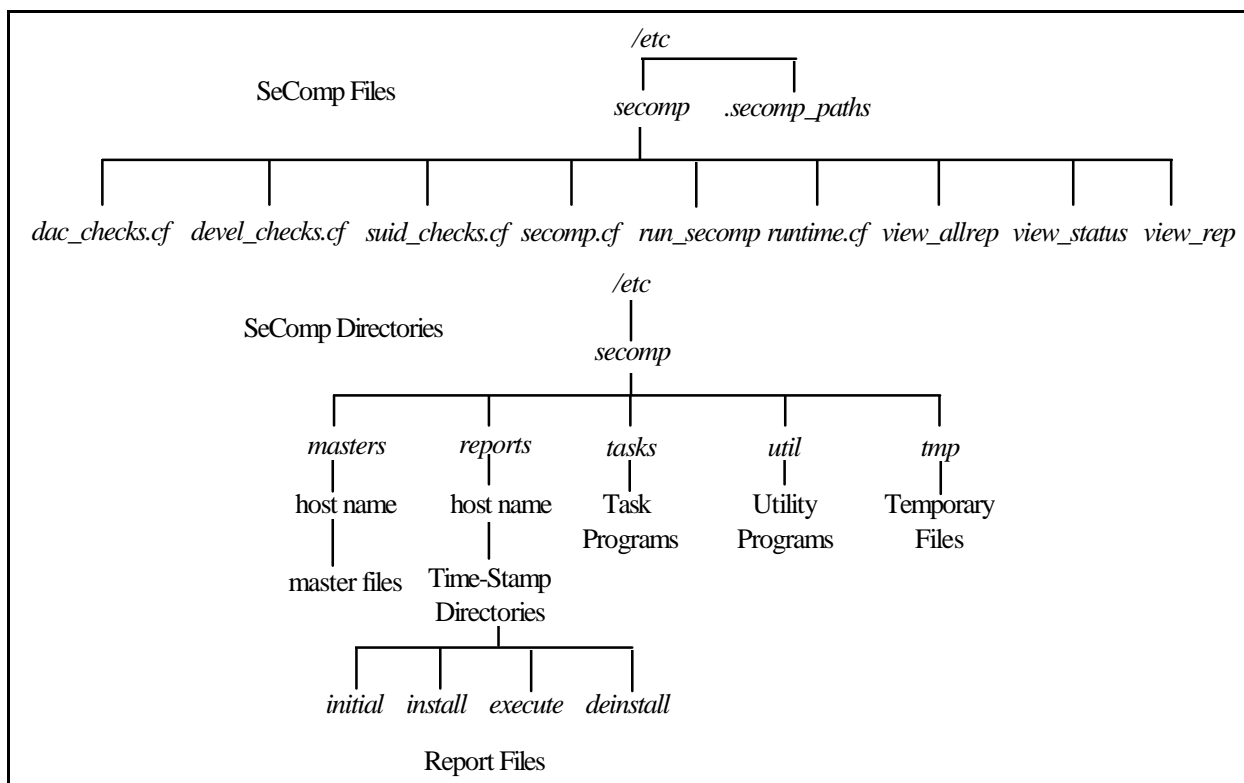 /etc
SeComp Files
secomp .secomp_paths
dac_checks.cf devel_checks.cf suid_checks.cf secomp.cf run_secomp runtime.cf view_allrep view_status view_rep
/etc
SeComp Directories
secomp
masters reports tasks util tmp
host name host name Task Utility Temporary
Programs Programs Files
master files Time-Stamp
Directories
initial install execute deinstall
Report Files